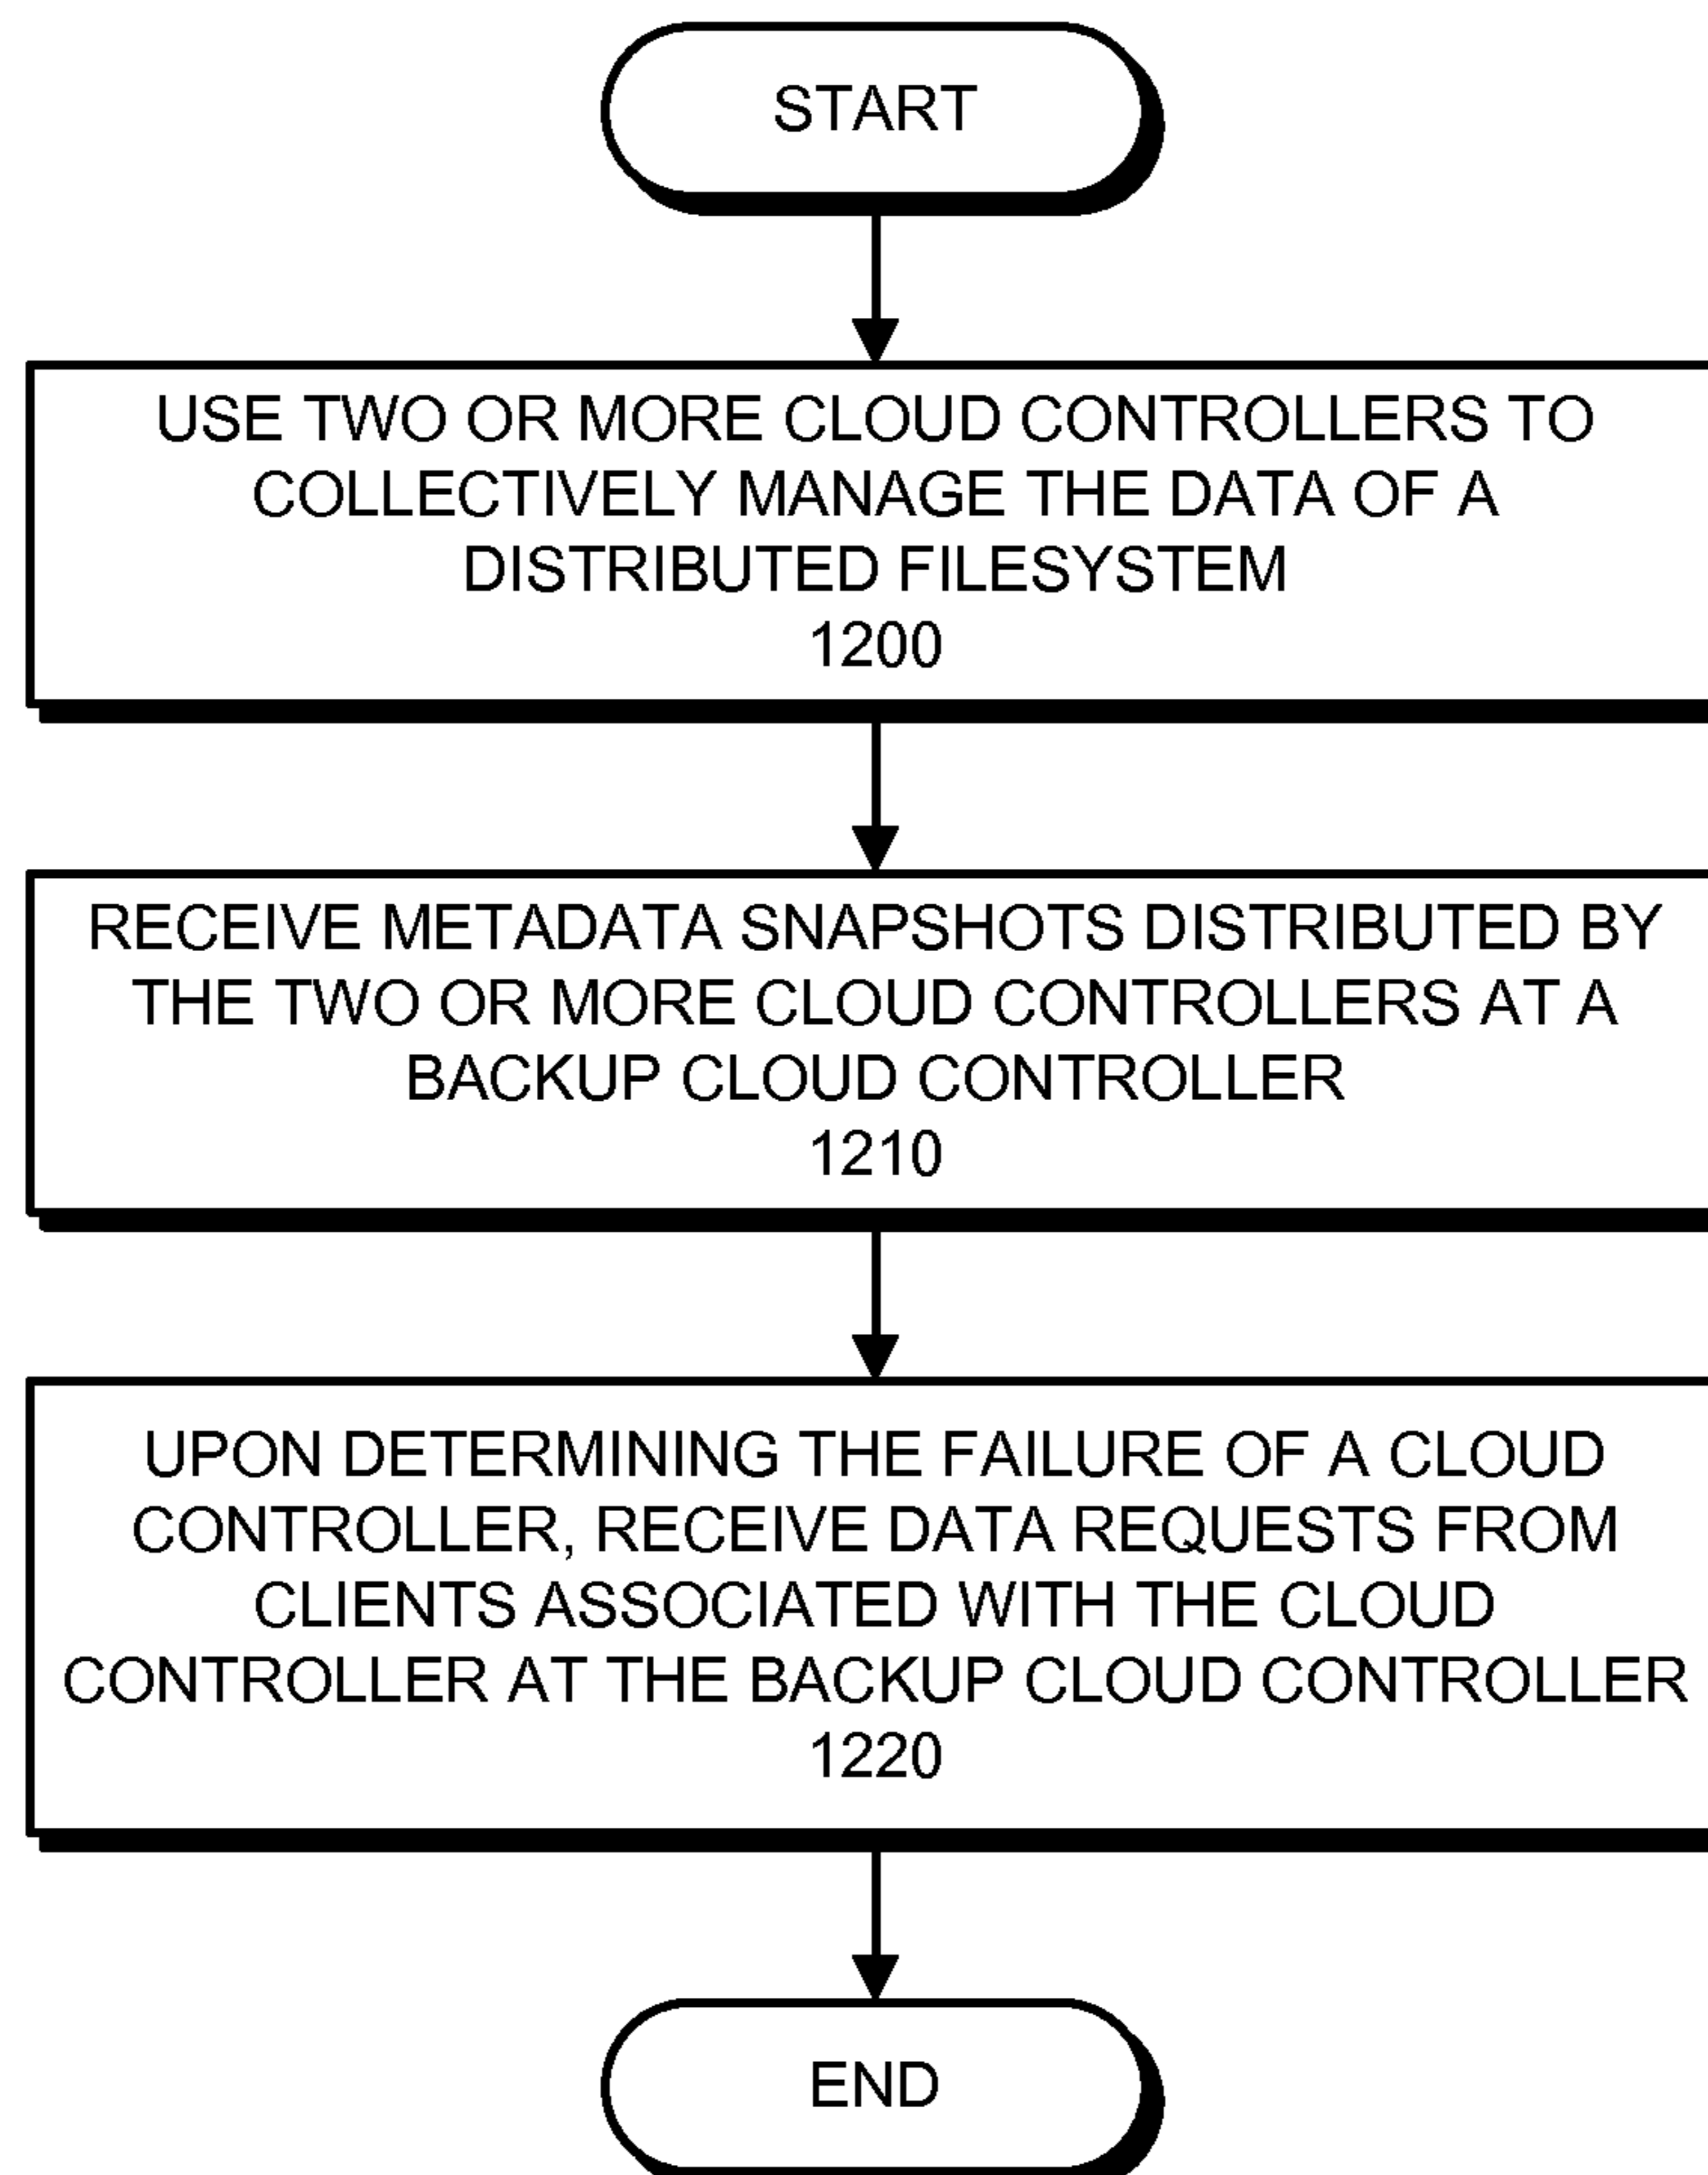 START
USE TWO OR MORE CLOUD CONTROLLERS TO
COLLECTIVELY MANAGE THE DATA OF A
DISTRIBUTED FILESYSTEM
1200
RECEIVE METADATA SNAPSHOTS DISTRIBUTED BY
THE TWO OR MORE CLOUD CONTROLLERS AT A
BACKUP CLOUD CONTROLLER
1210
UPON DETERMINING THE FAILURE OF A CLOUD
CONTROLLER, RECEIVE DATA REQUESTS FROM
CLIENTS ASSOCIATED WITH THE CLOUD
CONTROLLER AT THE BACKUP CLOUD CONTROLLER
1220
END